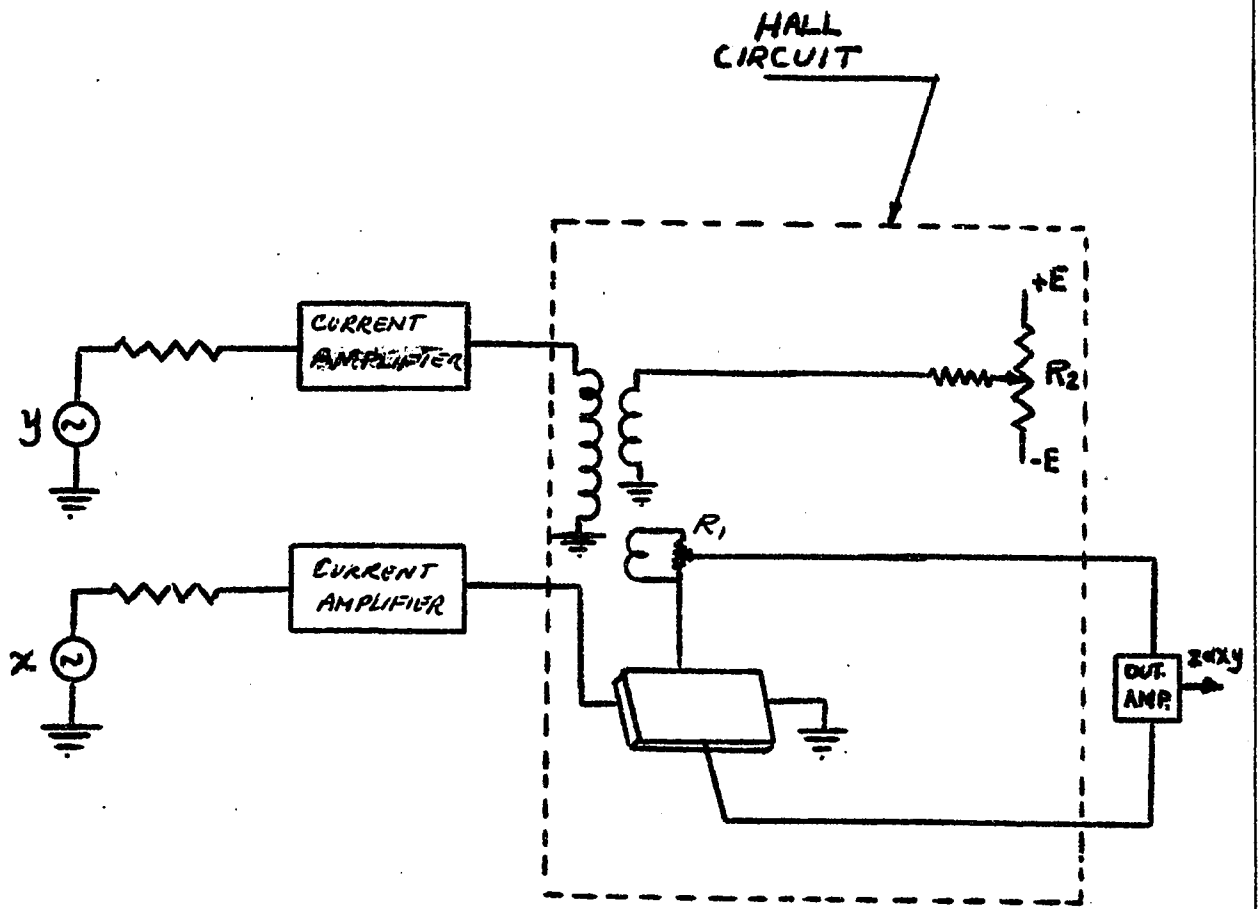 HALL
CIRCUIT
+E
CURRENT
AMPLIFIER
R2
y
-E
R1
CURRENT
AMPLIFIER
x
OUT.
AMP.
z∝xy